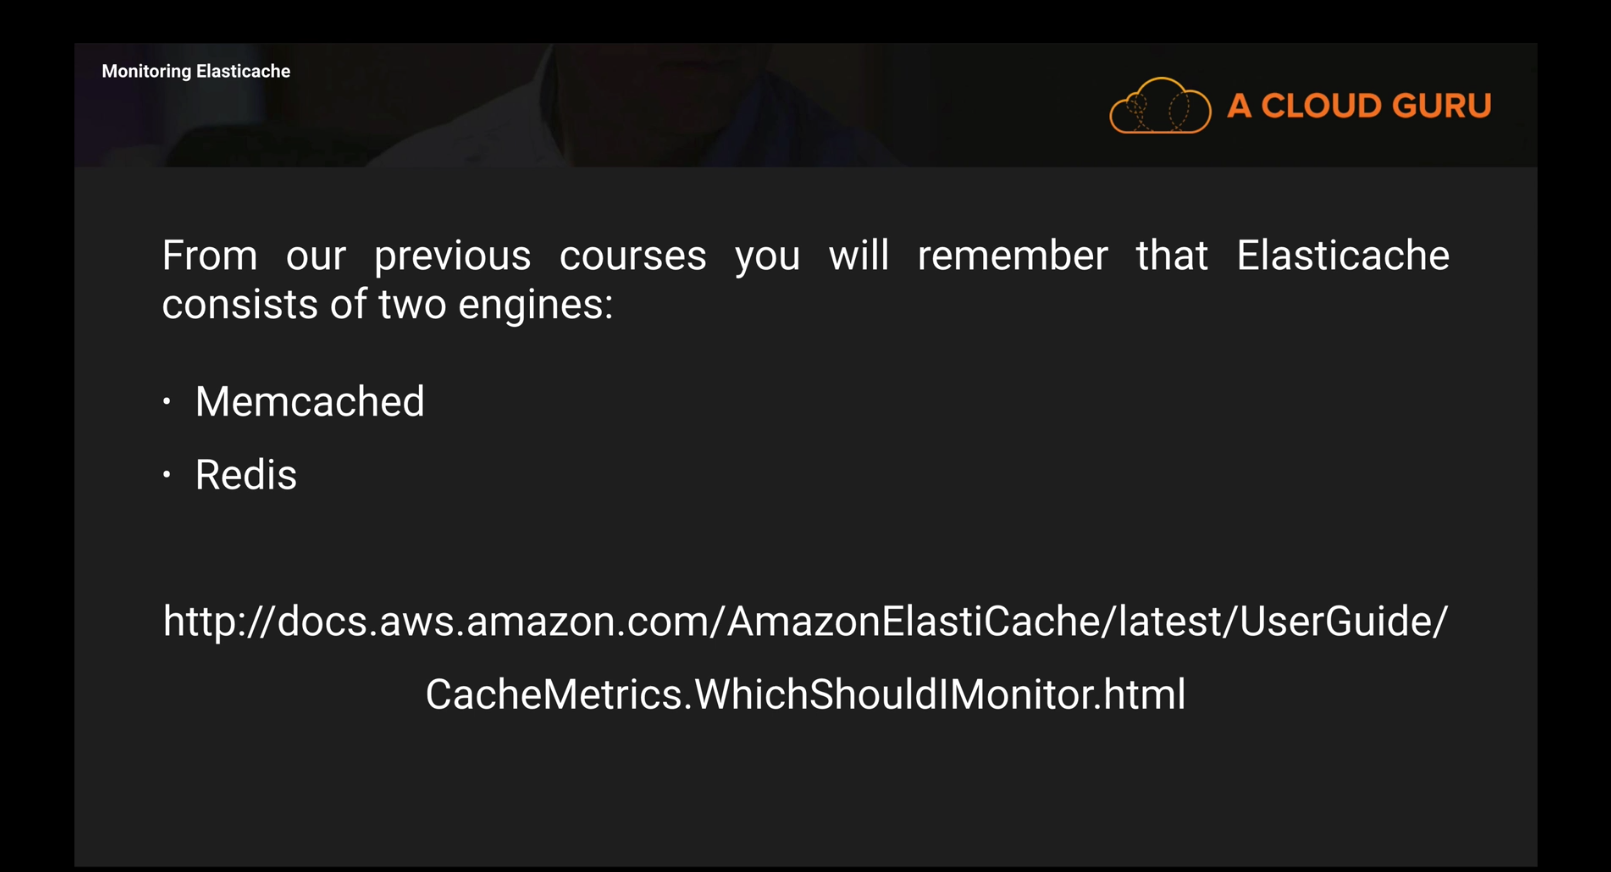 Monitoring Elasticache
A CLOUD GURU
From our previous courses you will remember that Elasticache
consists of two engines:
• Memcached
• Redis
http://docs.aws.amazon.com/AmazonElastiCache/latest/UserGuide/
CacheMetrics.WhichShouldIMonitor.html